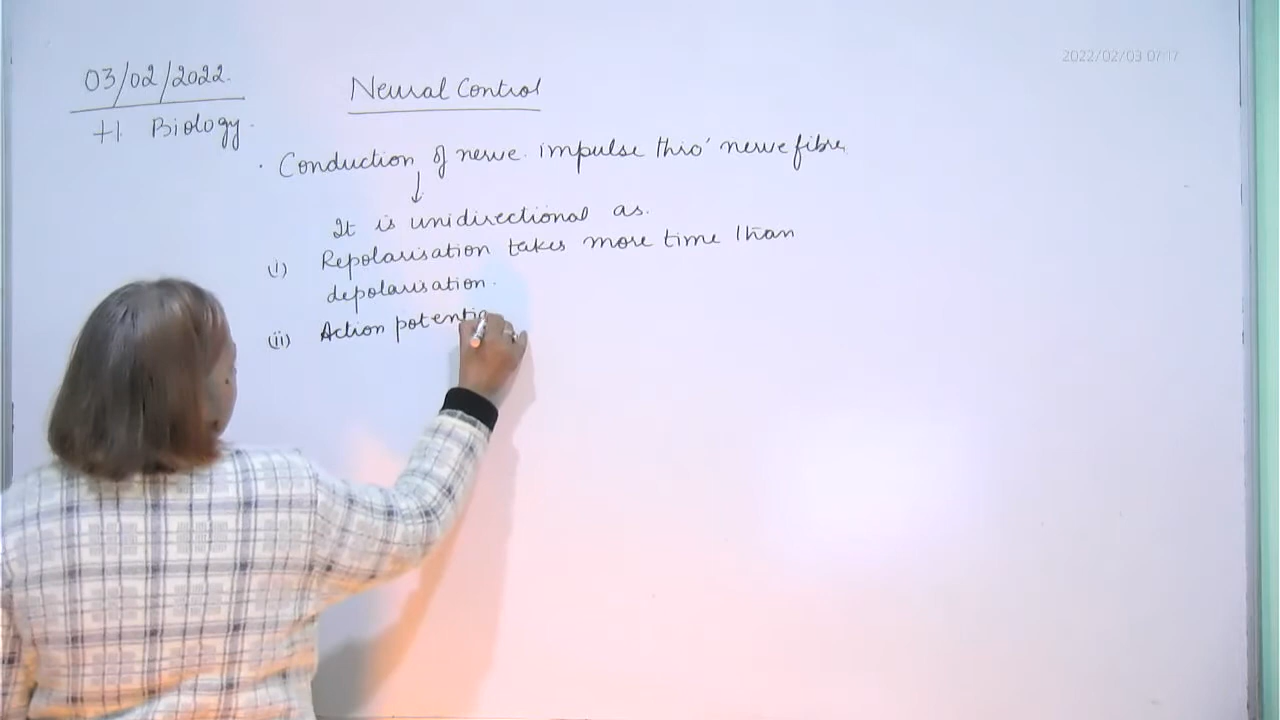 2022/02/03 07:17
03/02/2022.
Neural Control
H. Biology.
· Conduction of nerve impulse thro' nerve fibre
↓
It is unidirectional as.
(i) Repolarisation takes more time than
depolarisation.
(ii) Action potentia